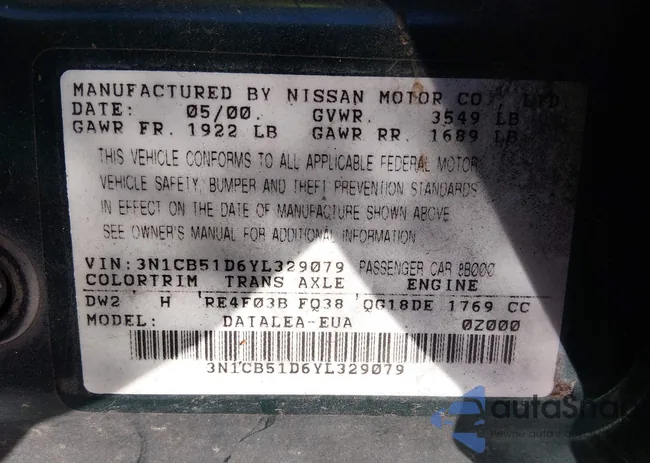 MANUFACTURED BY NISSAN MOTOR CO., LTD
DATE: 05/00. GVWR. 3549 LB
GAWR FR. 1922 LB GAWR RR. 1689 LB
THIS VEHICLE CONFORMS TO ALL APPLICABLE FEDERAL MOTOR
VEHICLE SAFETY, BUMPER AND THEFT PREVENTION STANDARDS
IN EFFECT ON THE DATE OF MANUFACTURE SHOWN ABOVE
SEE OWNER'S MANUAL FOR ADDITIONAL INFORMATION
VIN: 3N1CB51D6YL329079 PASSENGER CAR
COLORTRIM TRANS AXLE ENGINE
DW2 H RE4F03B FQ38 QG18DE 1769 CC
MODEL: DATALEA-EUA 0Z000
3N1CB51D6YL329079